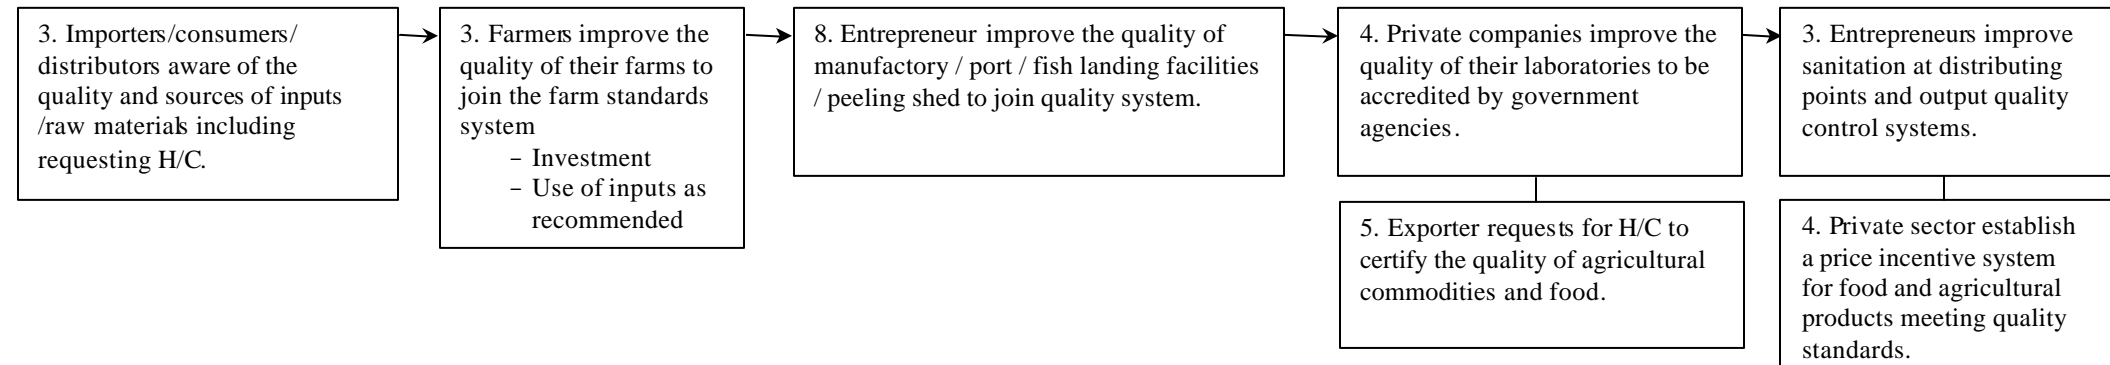 3. Importers/consumers/
distributors aware of the
quality and sources of inputs
/raw materials including
requesting H/C.
3. Farmers improve the
quality of their farms to
join the farm standards
system
– Investment
– Use of inputs as
recommended
8. Entrepreneur improve the quality of
manufactory / port / fish landing facilities
/ peeling shed to join quality system.
4. Private companies improve the
quality of their laboratories to be
accredited by government
agencies.
5. Exporter requests for H/C to
certify the quality of agricultural
commodities and food.
3. Entrepreneurs improve
sanitation at distributing
points and output quality
control systems.
4. Private sector establish
a price incentive system
for food and agricultural
products meeting quality
standards.